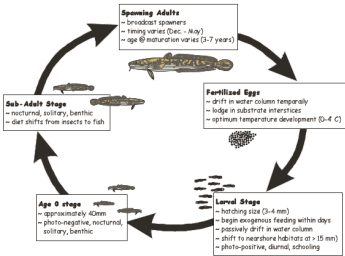 Spawning Adults
~ broadcast spawners
~ timing varies (Dec. - May)
~ age @ maturation varies (3-7 years)
Fertilized Eggs
~ drift in water column temporally
~ lodge in substrate interstices
~ optimum temperature development (0-4° C)
Larval Stage
~ hatching size (3-4 mm)
~ begin exogenous feeding within days
~ passively drift in water column
~ shift to nearshore habitats at > 15 mm)
~ photo-positive, diurnal, schooling
Age 0 stage
~ approximately 40mm
~ photo-negative, nocturnal,
solitary, benthic
Sub-Adult Stage
~ nocturnal, solitary, benthic
~ diet shifts from insects to fish